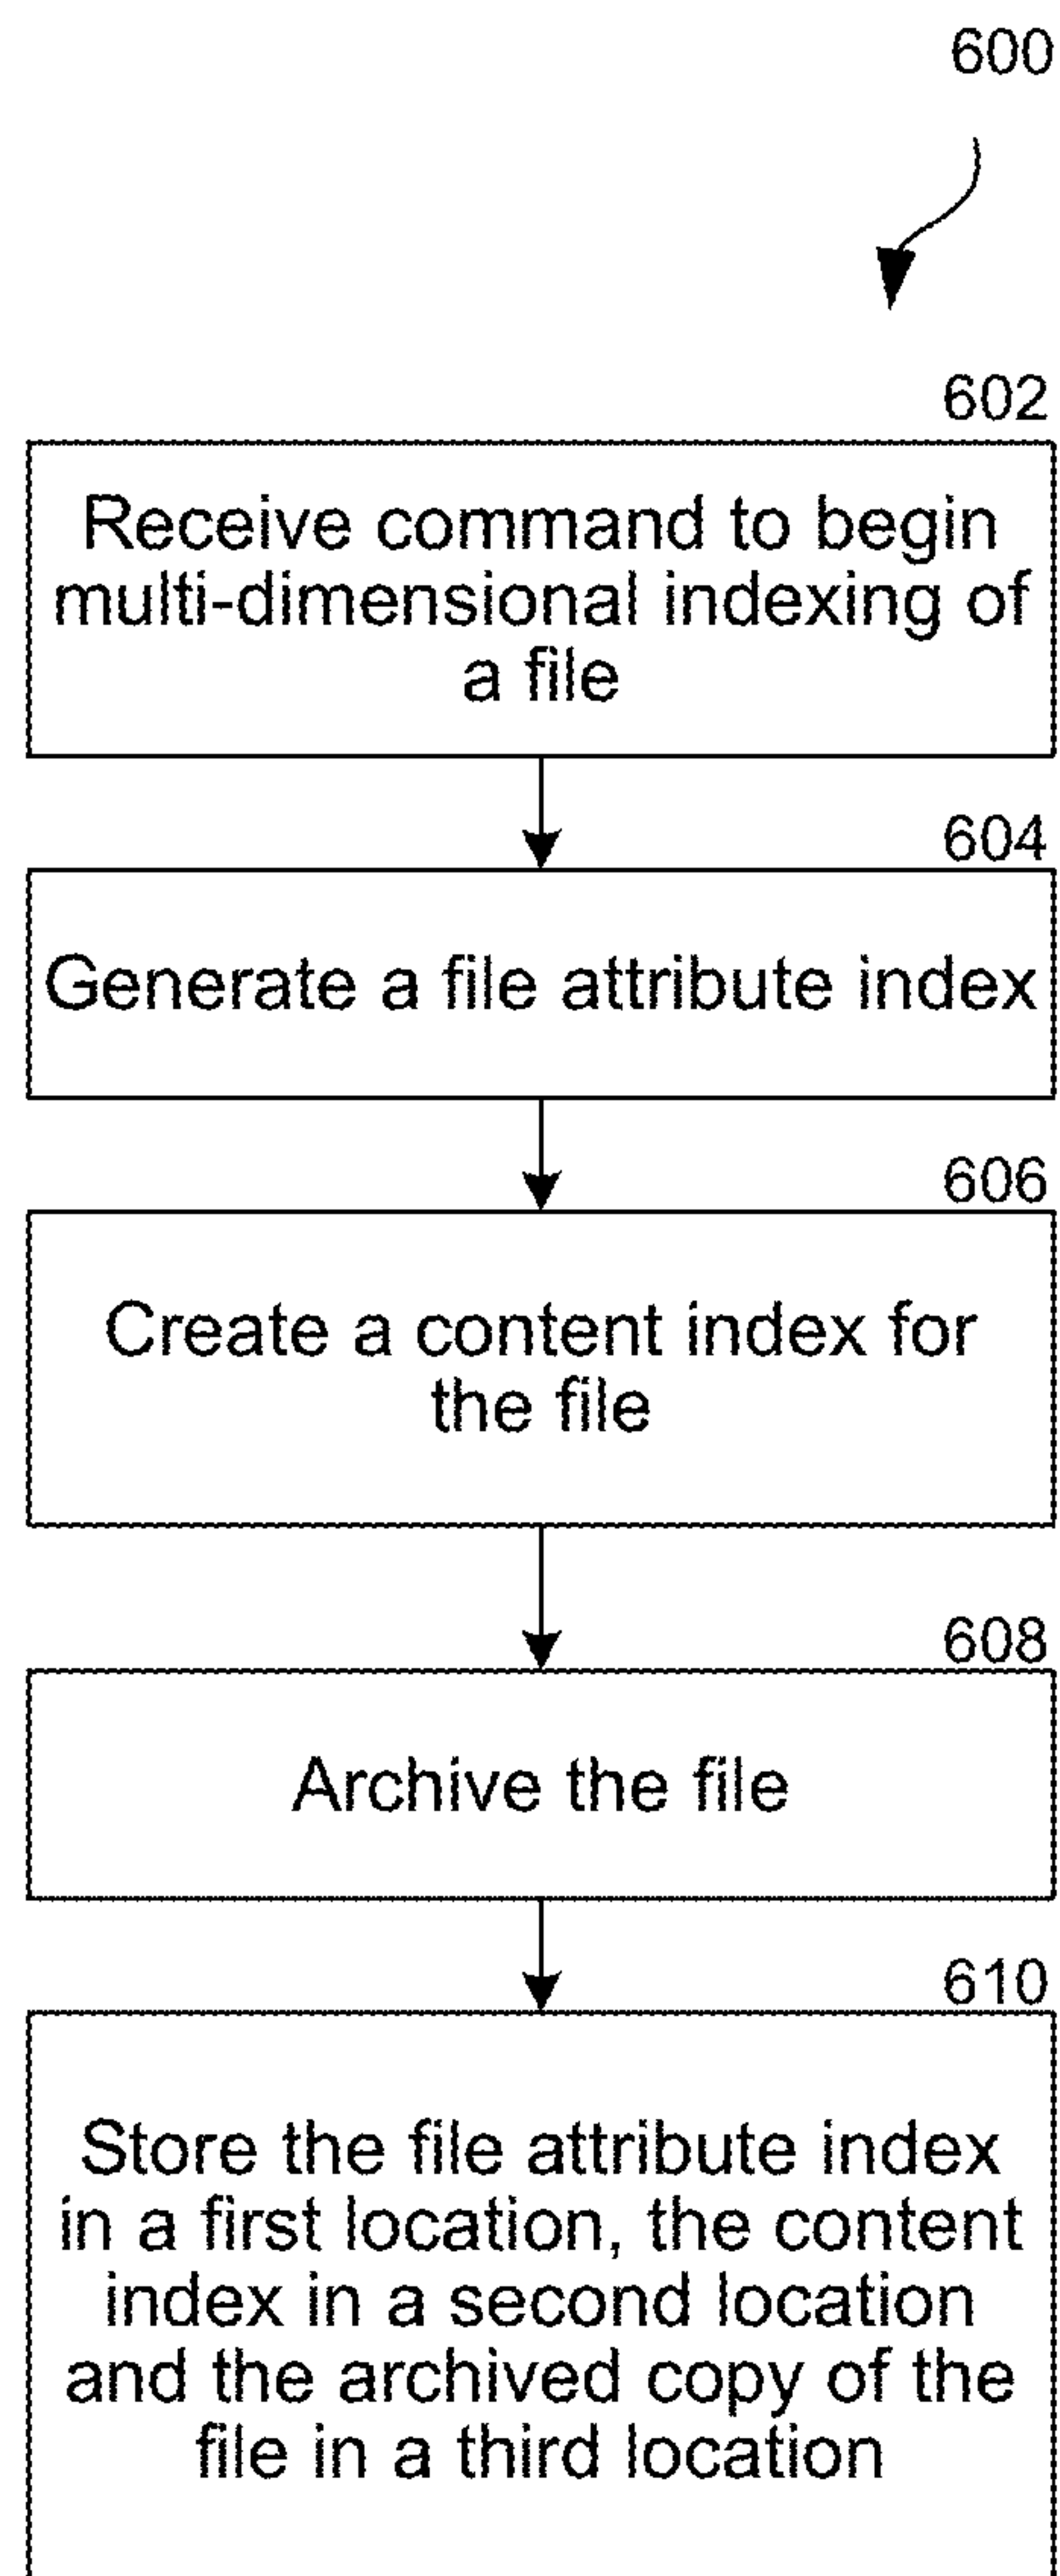 600
602
Receive command to begin
multi-dimensional indexing of
a file
604
Generate a file attribute index
606
Create a content index for
the file
608
Archive the file
610
Store the file attribute index
in a first location, the content
index in a second location
and the archived copy of the
file in a third location